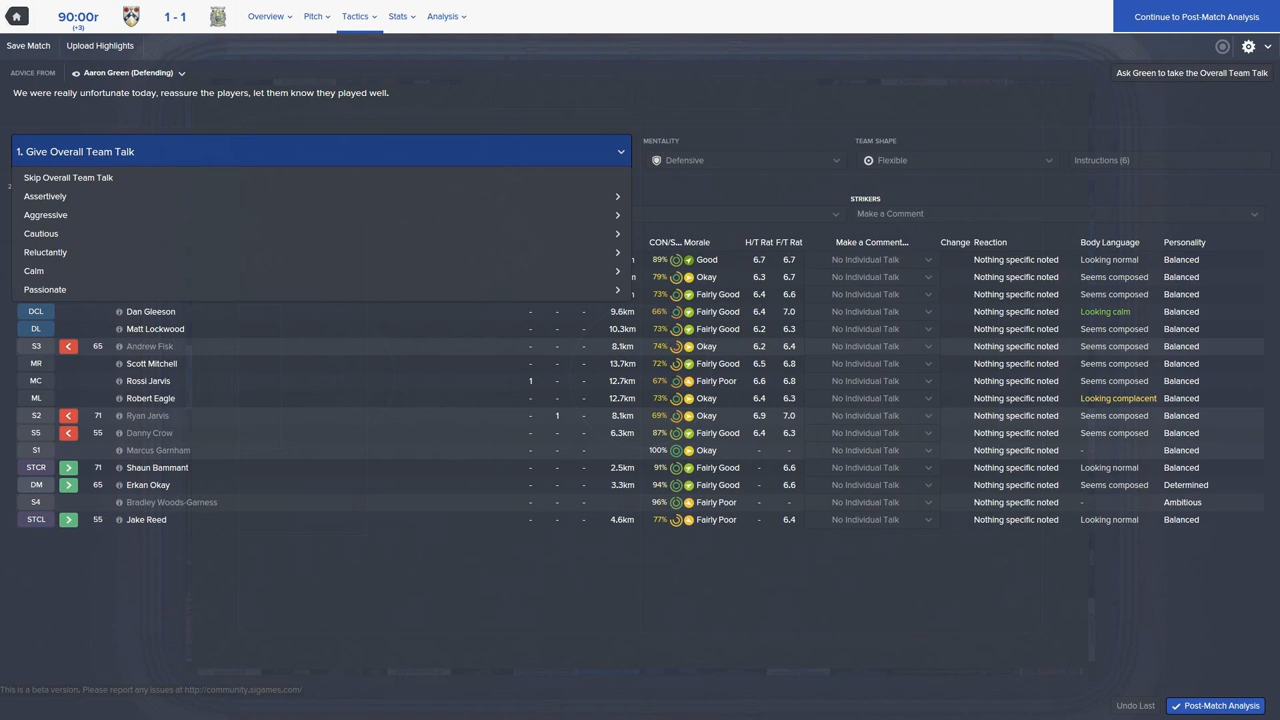 90:00r
(+3)
1 - 1
Overview
Pitch
Tactics
Stats
Analysis
Continue to Post-Match Analysis
Save Match
Upload Highlights
ADVICE FROM
Aaron Green (Defending)
Ask Green to take the Overall Team Talk
We were really unfortunate today, reassure the players, let them know they played well.
1. Give Overall Team Talk
MENTALITY
TEAM SHAPE
Defensive
Flexible
Instructions (6)
Skip Overall Team Talk
Assertively
Aggressive
Cautious
Reluctantly
Calm
Passionate
STRIKERS
Make a Comment
CON/S... Morale H/T Rat F/T Rat Make a Comment... Change Reaction Body Language Personality
89% Good 6.7 6.7 No Individual Talk Nothing specific noted Looking normal Balanced
79% Okay 6.3 6.7 No Individual Talk Nothing specific noted Seems composed Balanced
73% Fairly Good 6.4 6.6 No Individual Talk Nothing specific noted Seems composed Balanced
DCL Dan Gleeson - - - 9.6km 66% Fairly Good 6.4 7.0 No Individual Talk Nothing specific noted Looking calm Balanced
DL Matt Lockwood - - - 10.3km 73% Fairly Good 6.2 6.3 No Individual Talk Nothing specific noted Seems composed Balanced
S3 65 Andrew Fisk - - - 8.1km 74% Okay 6.2 6.4 No Individual Talk Nothing specific noted Seems composed Balanced
MR Scott Mitchell - - - 13.7km 72% Fairly Good 6.5 6.8 No Individual Talk Nothing specific noted Seems composed Balanced
MC Rossi Jarvis 1 - - 12.7km 67% Fairly Poor 6.6 6.8 No Individual Talk Nothing specific noted Seems composed Balanced
ML Robert Eagle - - - 12.7km 73% Okay 6.4 6.3 No Individual Talk Nothing specific noted Looking complacent Balanced
S2 71 Ryan Jarvis - 1 - 8.1km 69% Okay 6.9 7.0 No Individual Talk Nothing specific noted Seems composed Balanced
S5 55 Danny Crow - - - 6.3km 87% Fairly Good 6.4 6.3 No Individual Talk Nothing specific noted Seems composed Balanced
S1 Marcus Garnham - - - 100% Okay - - No Individual Talk Nothing specific noted - Balanced
STCR 71 Shaun Bammant - - - 2.5km 91% Fairly Good - 6.6 No Individual Talk Nothing specific noted Looking normal Balanced
DM 65 Erkan Okay - - - 3.3km 94% Fairly Good - 6.6 No Individual Talk Nothing specific noted Seems composed Determined
S4 Bradley Woods-Garness - - - 96% Fairly Poor - - No Individual Talk Nothing specific noted - Ambitious
STCL 55 Jake Reed - - - 4.6km 77% Fairly Poor - 6.4 No Individual Talk Nothing specific noted Looking normal Balanced
This is a beta version. Please report any issues at http://community.sigames.com/
Undo Last
Post-Match Analysis